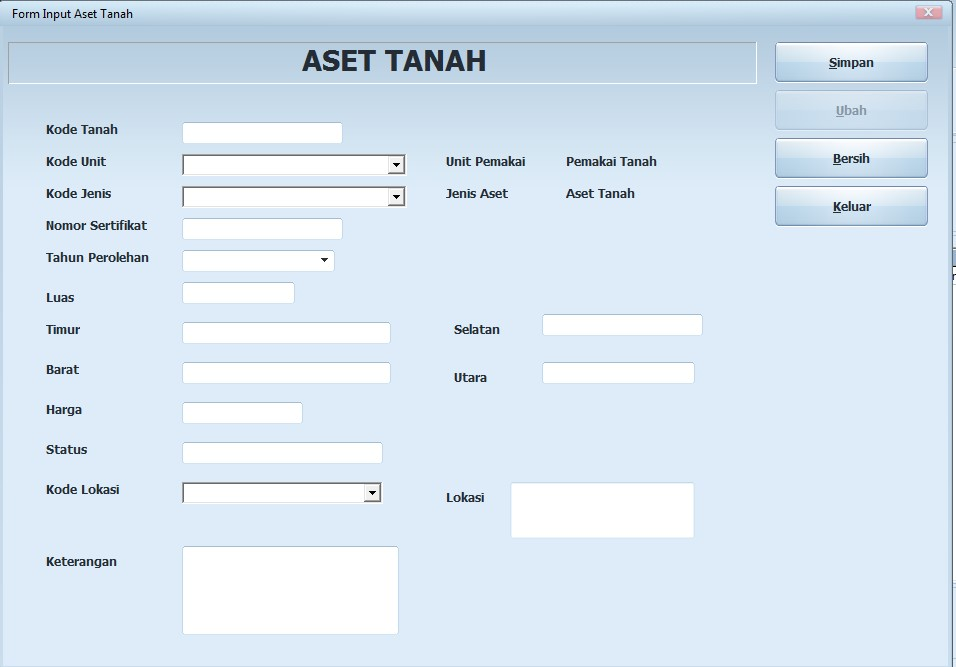 Form Input Aset Tanah
ASET TANAH
Simpan
Ubah
Bersih
Keluar
Kode Tanah
Kode Unit
Unit Pemakai
Pemakai Tanah
Kode Jenis
Jenis Aset
Aset Tanah
Nomor Sertifikat
Tahun Perolehan
Luas
Timur
Selatan
Barat
Utara
Harga
Status
Kode Lokasi
Lokasi
Keterangan